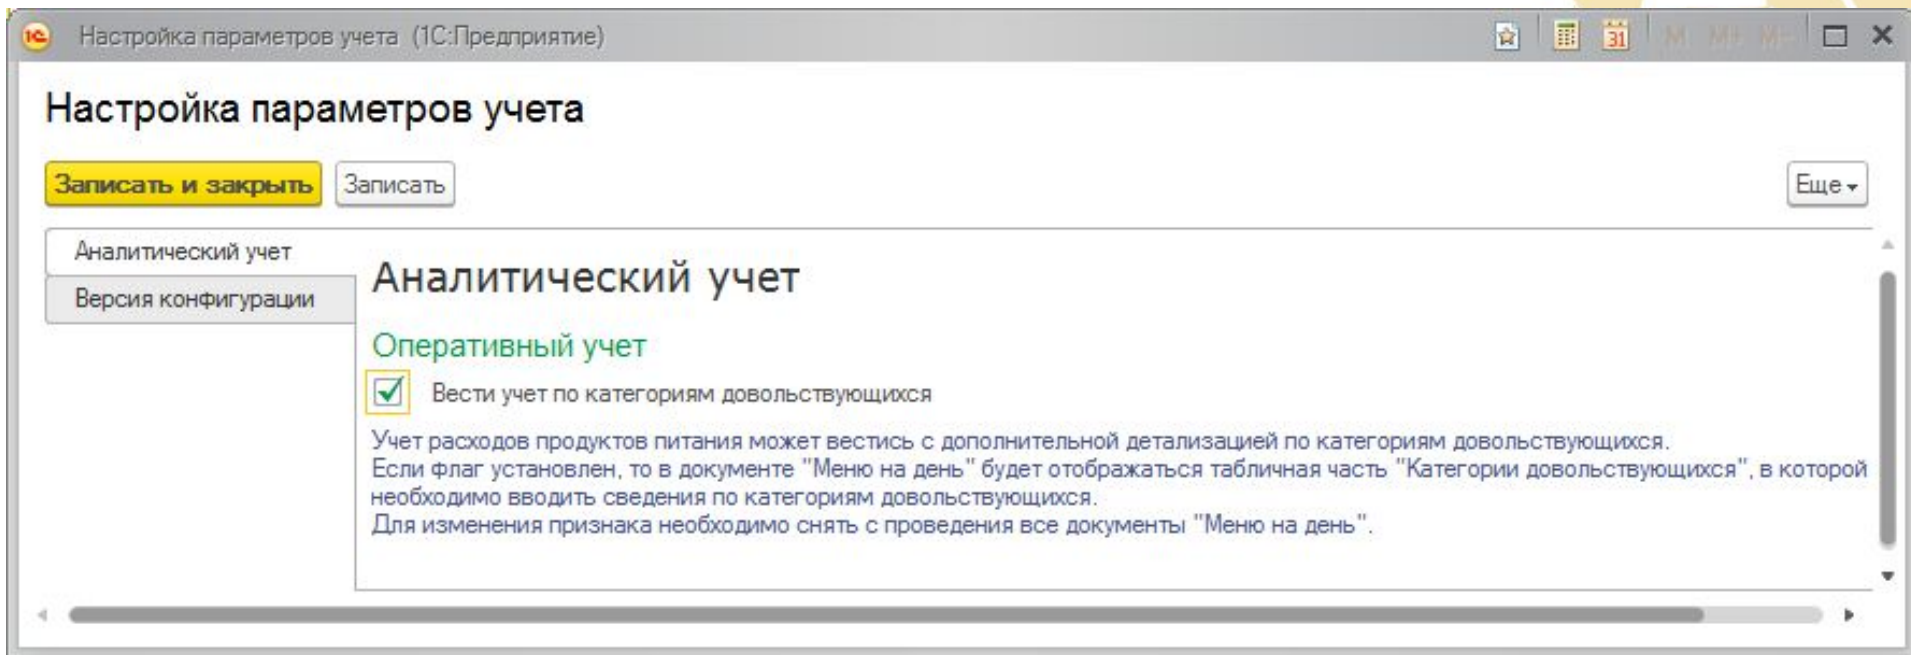 Настройка параметров учета (1С:Предприятие)
31 M M+ M-
Настройка параметров учета
Записать и закрыть Записать Еще
Аналитический учет
Версия конфигурации
Аналитический учет
Оперативный учет
Вести учет по категориям довольствующихся
Учет расходов продуктов питания может вестись с дополнительной детализацией по категориям довольствующихся.
Если флаг установлен, то в документе "Меню на день" будет отображаться табличная часть "Категории довольствующихся", в которой
необходимо вводить сведения по категориям довольствующихся.
Для изменения признака необходимо снять с проведения все документы "Меню на день".